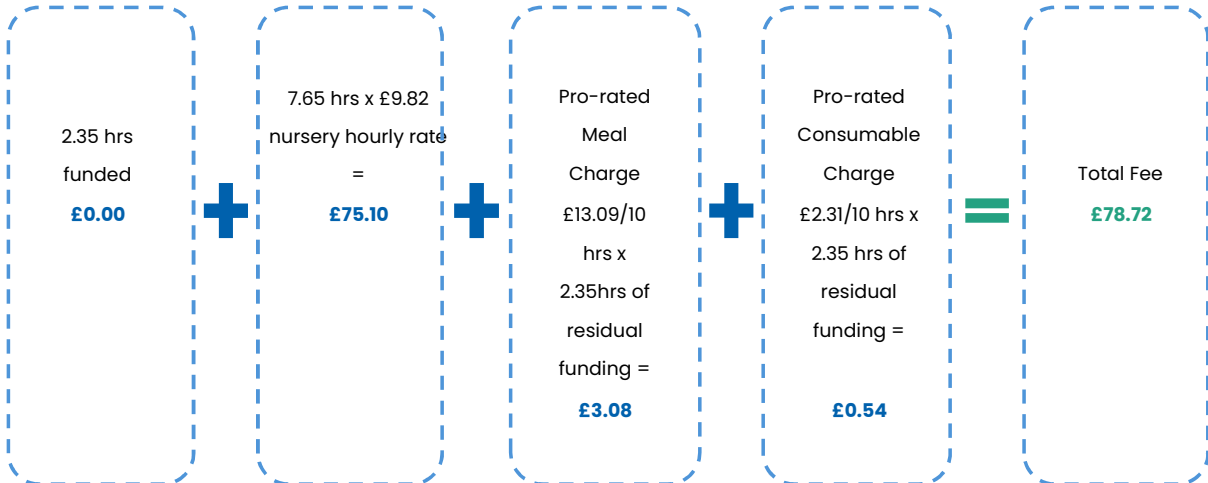 2.35 hrs
funded
£0.00
7.65 hrs x £9.82
nursery hourly rate
=
£75.10
Pro-rated
Meal
Charge
£13.09/10
hrs x
2.35hrs of
residual
funding =
£3.08
Pro-rated
Consumable
Charge
£2.31/10 hrs x
2.35 hrs of
residual
funding =
£0.54
Total Fee
£78.72